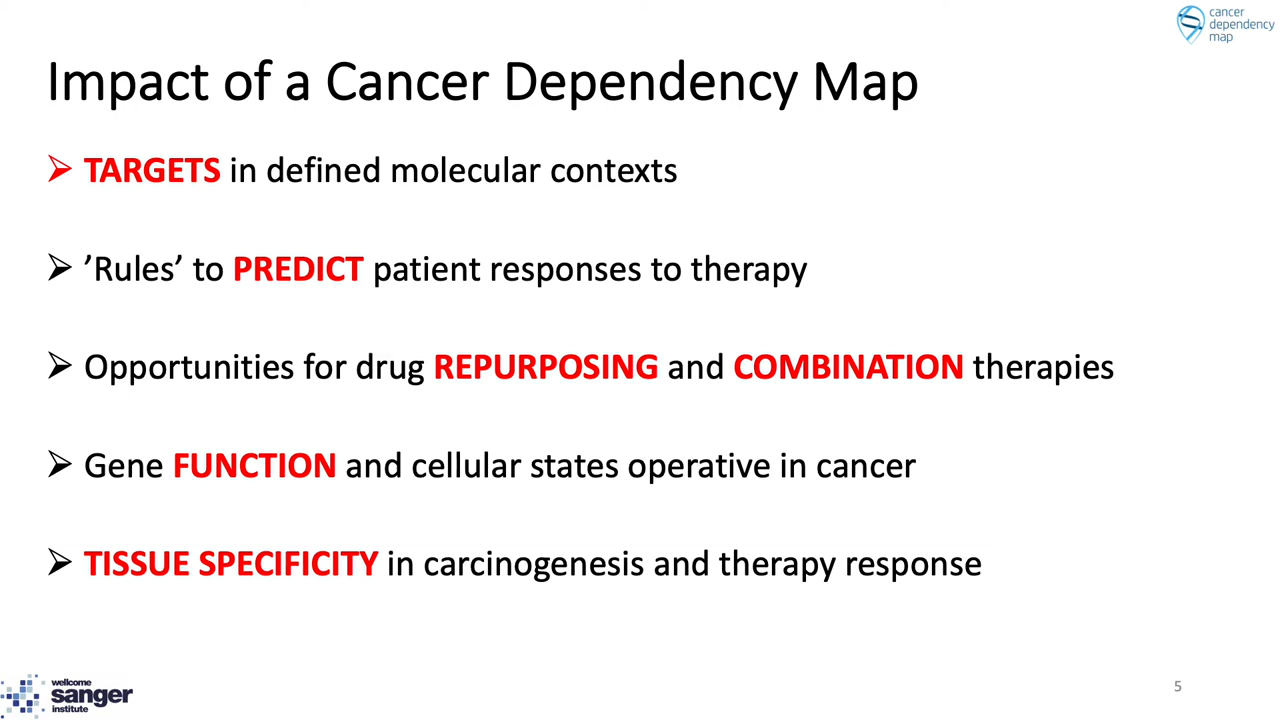 cancer
dependency
map
Impact of a Cancer Dependency Map
TARGETS in defined molecular contexts
’Rules’ to PREDICT patient responses to therapy
Opportunities for drug REPURPOSING and COMBINATION therapies
Gene FUNCTION and cellular states operative in cancer
TISSUE SPECIFICITY in carcinogenesis and therapy response
wellcome
sanger
institute
5